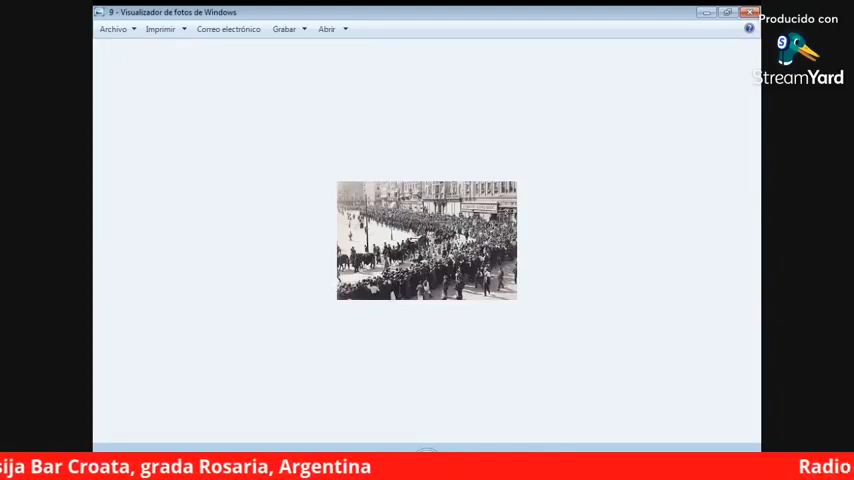 9 - Visualizador de fotos de Windows
Producido con
Archivo Imprimir Correo electrónico Grabar Abrir
StreamYard
sija Bar Croata, grada Rosaria, Argentina
Radio